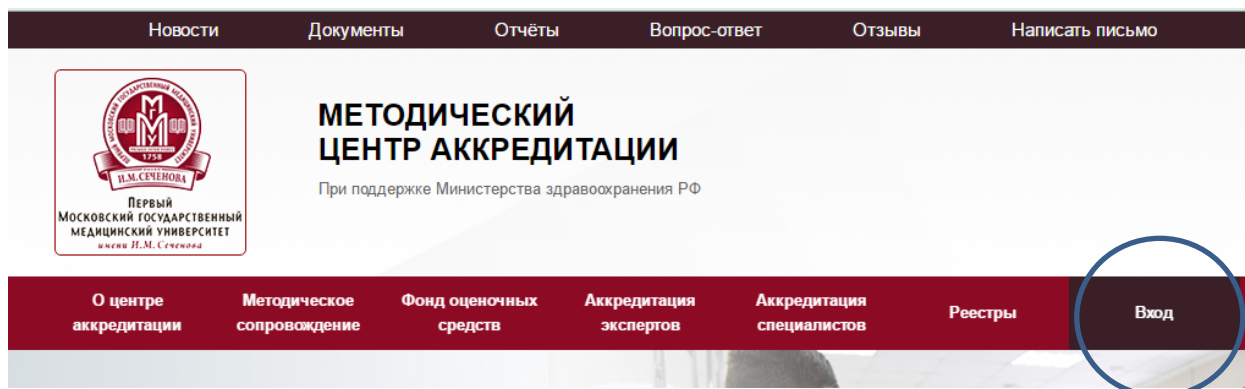 Новости Документы Отчёты Вопрос-ответ Отзывы Написать письмо
1758
И.М.СЕЧЕНОВА
ПЕРВЫЙ
МОСКОВСКИЙ ГОСУДАРСТВЕННЫЙ
МЕДИЦИНСКИЙ УНИВЕРСИТЕТ
имени И.М. Сеченова
МЕТОДИЧЕСКИЙ
ЦЕНТР АККРЕДИТАЦИИ
При поддержке Министерства здравоохранения РФ
О центре Методическое Фонд оценочных Аккредитация Аккредитация Реестры Вход
аккредитации сопровождение средств экспертов специалистов